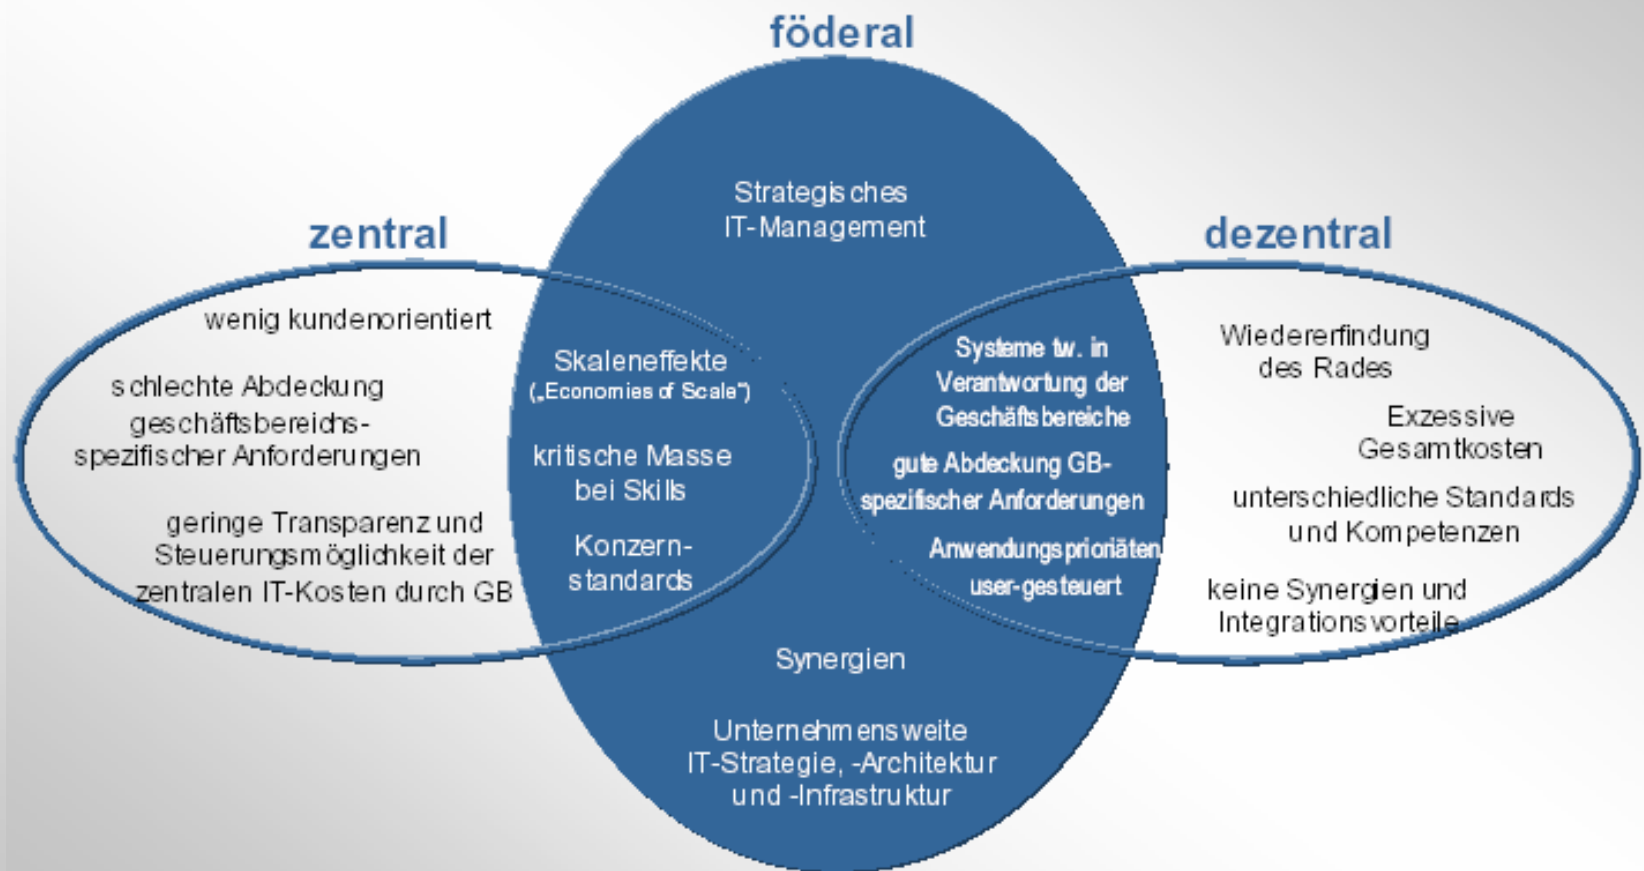 föderal
Strategisches
IT-Management
zentral
wenig kundenorientiert
schlechte Abdeckung
geschäftsbereichs-
spezifischer Anforderungen
geringe Transparenz und
Steuerungsmöglichkeit der
zentralen IT-Kosten durch GB
Skaleneffekte
(„Economies of Scale")
kritische Masse
bei Skills
Konzern-
standards
Systeme tw. in
Verantwortung der
Geschäftsbereiche
gute Abdeckung GB-
spezifischer Anforderungen
Anwendungsprioriäten
user-gesteuert
dezentral
Wiedererfindung
des Rades
Exzessive
Gesamtkosten
unterschiedliche Standards
und Kompetenzen
keine Synergien und
Integrationsvorteile
Synergien
Unternehmensweite
IT-Strategie, -Architektur
und -Infrastruktur